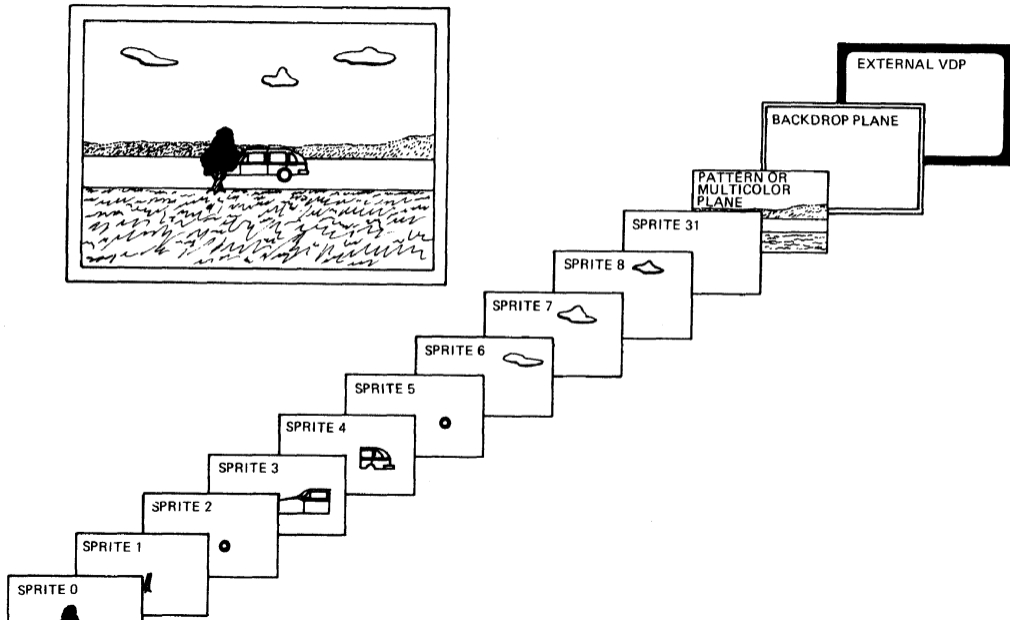 EXTERNAL VDP
BACKDROP PLANE
PATTERN OR
MULTICOLOR
PLANE
SPRITE 31
SPRITE 8
SPRITE 7
SPRITE 6
SPRITE 5
SPRITE 4
SPRITE 3
SPRITE 2
SPRITE 1
SPRITE 0